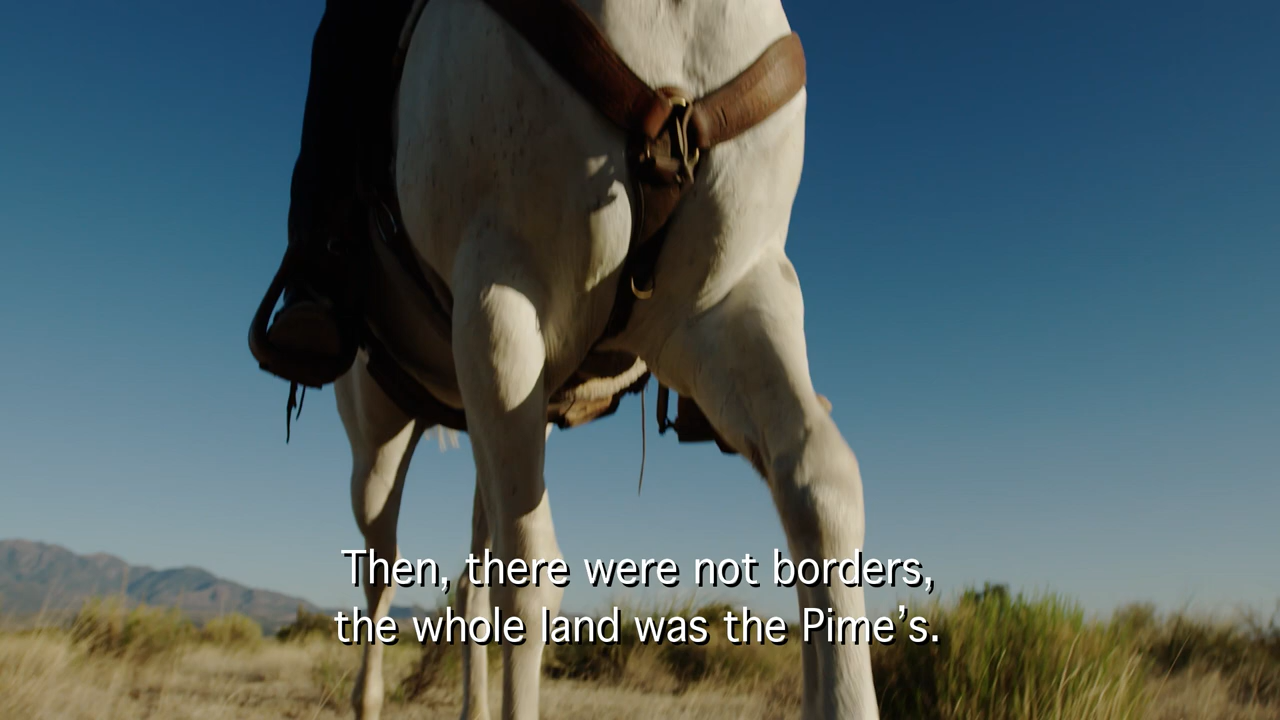 Then, there were not borders,
the whole land was the Pime’s.